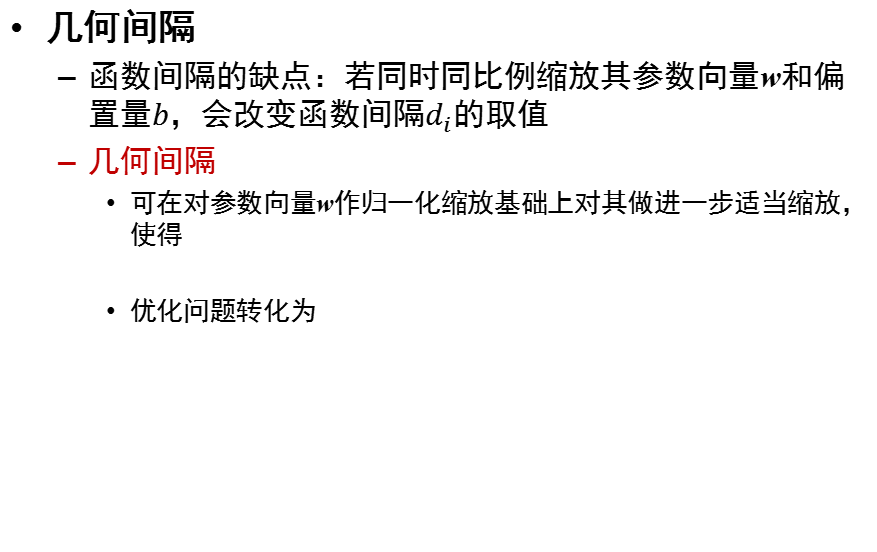 • 几何间隔
– 函数间隔的缺点：若同时同比例缩放其参数向量w和偏
置量b，会改变函数间隔dᵢ的取值
– 几何间隔
• 可在对参数向量w作归一化缩放基础上对其做进一步适当缩放，
使得
• 优化问题转化为